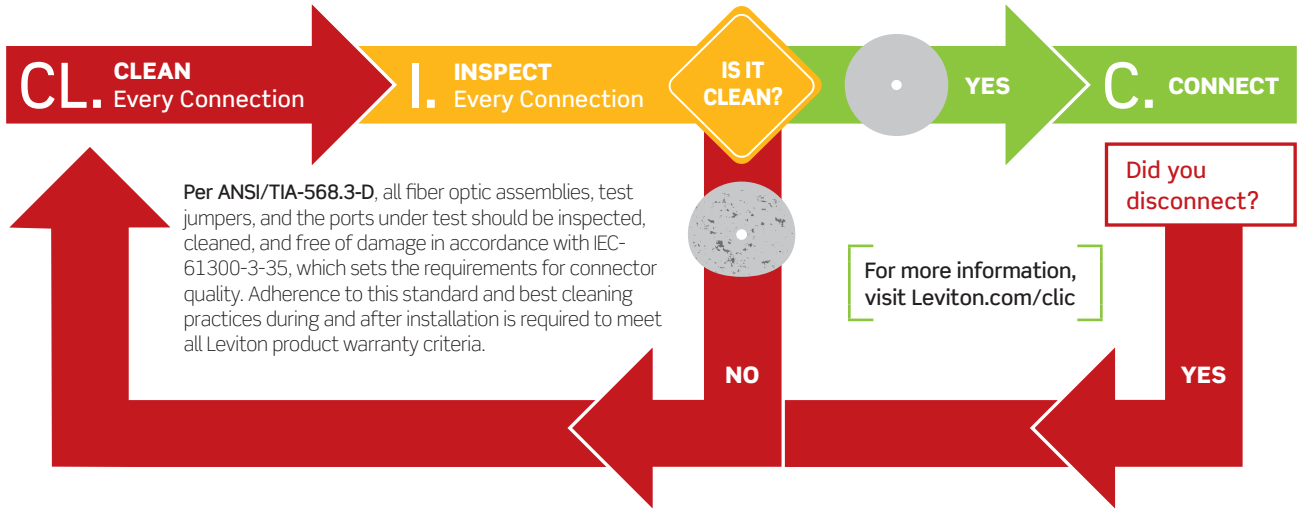 CL. CLEAN
Every Connection
I. INSPECT
Every Connection
IS IT
CLEAN?
YES
C. CONNECT
Did you
disconnect?
Per ANSI/TIA-568.3-D, all fiber optic assemblies, test
jumpers, and the ports under test should be inspected,
cleaned, and free of damage in accordance with IEC-
61300-3-35, which sets the requirements for connector
quality. Adherence to this standard and best cleaning
practices during and after installation is required to meet
all Leviton product warranty criteria.
For more information,
visit Leviton.com/clic
NO
YES